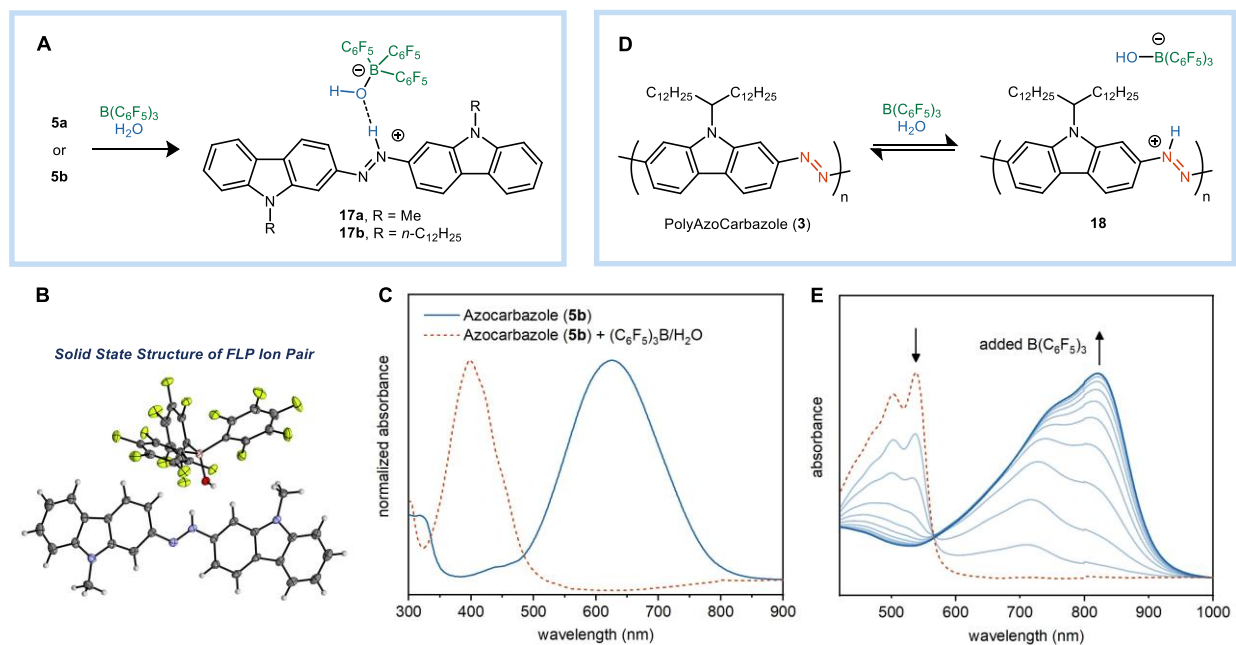 A
5a
or
5b
B(C₆F₅)₃
H₂O
C₆F₅
C₆F₅
⊖
B
C₆F₅
H
O
H
⊕
R
N
N
N
N
R
17a, R = Me
17b, R = n-C₁₂H₂₅
D
⊖
HO
B(C₆F₅)₃
C₁₂H₂₅
C₁₂H₂₅
N
N
N
n
PolyAzoCarbazole (3)
B(C₆F₅)₃
H₂O
C₁₂H₂₅
C₁₂H₂₅
N
H
⊕
N
N
n
18
B
Solid State Structure of FLP Ion Pair
C
Azocarbazole (5b)
Azocarbazole (5b) + (C₆F₅)₃B/H₂O
normalized absorbance
300 400 500 600 700 800 900
wavelength (nm)
E
added B(C₆F₅)₃
absorbance
500 600 700 800 900 1000
wavelength (nm)